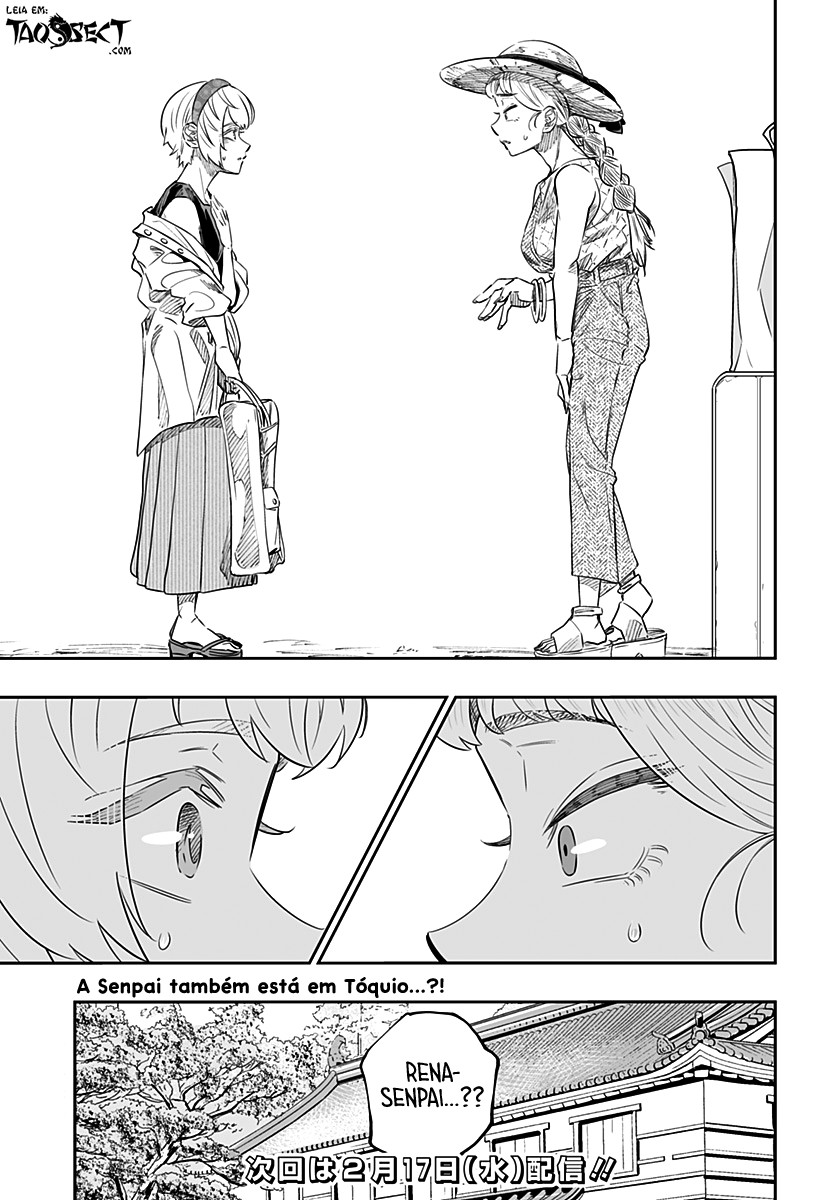 LEIA EM:
TAOSSECT
.COM
A Senpai também está em Tóquio...?!
RENA-
SENPAI...??
次回は2月17日(水)配信!!